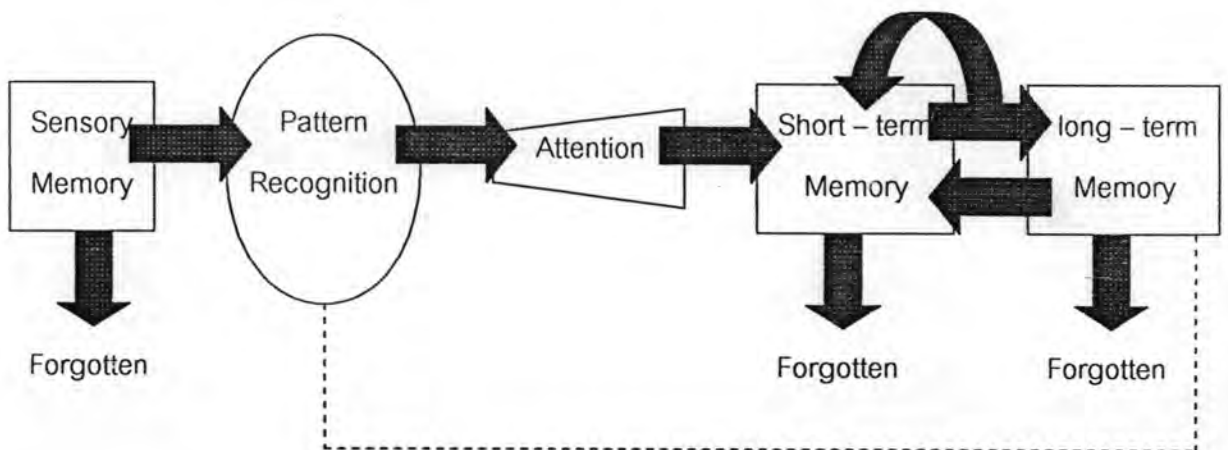 Sensory
Memory
Pattern
Recognition
Attention
Short – term
Memory
long – term
Memory
Forgotten
Forgotten
Forgotten